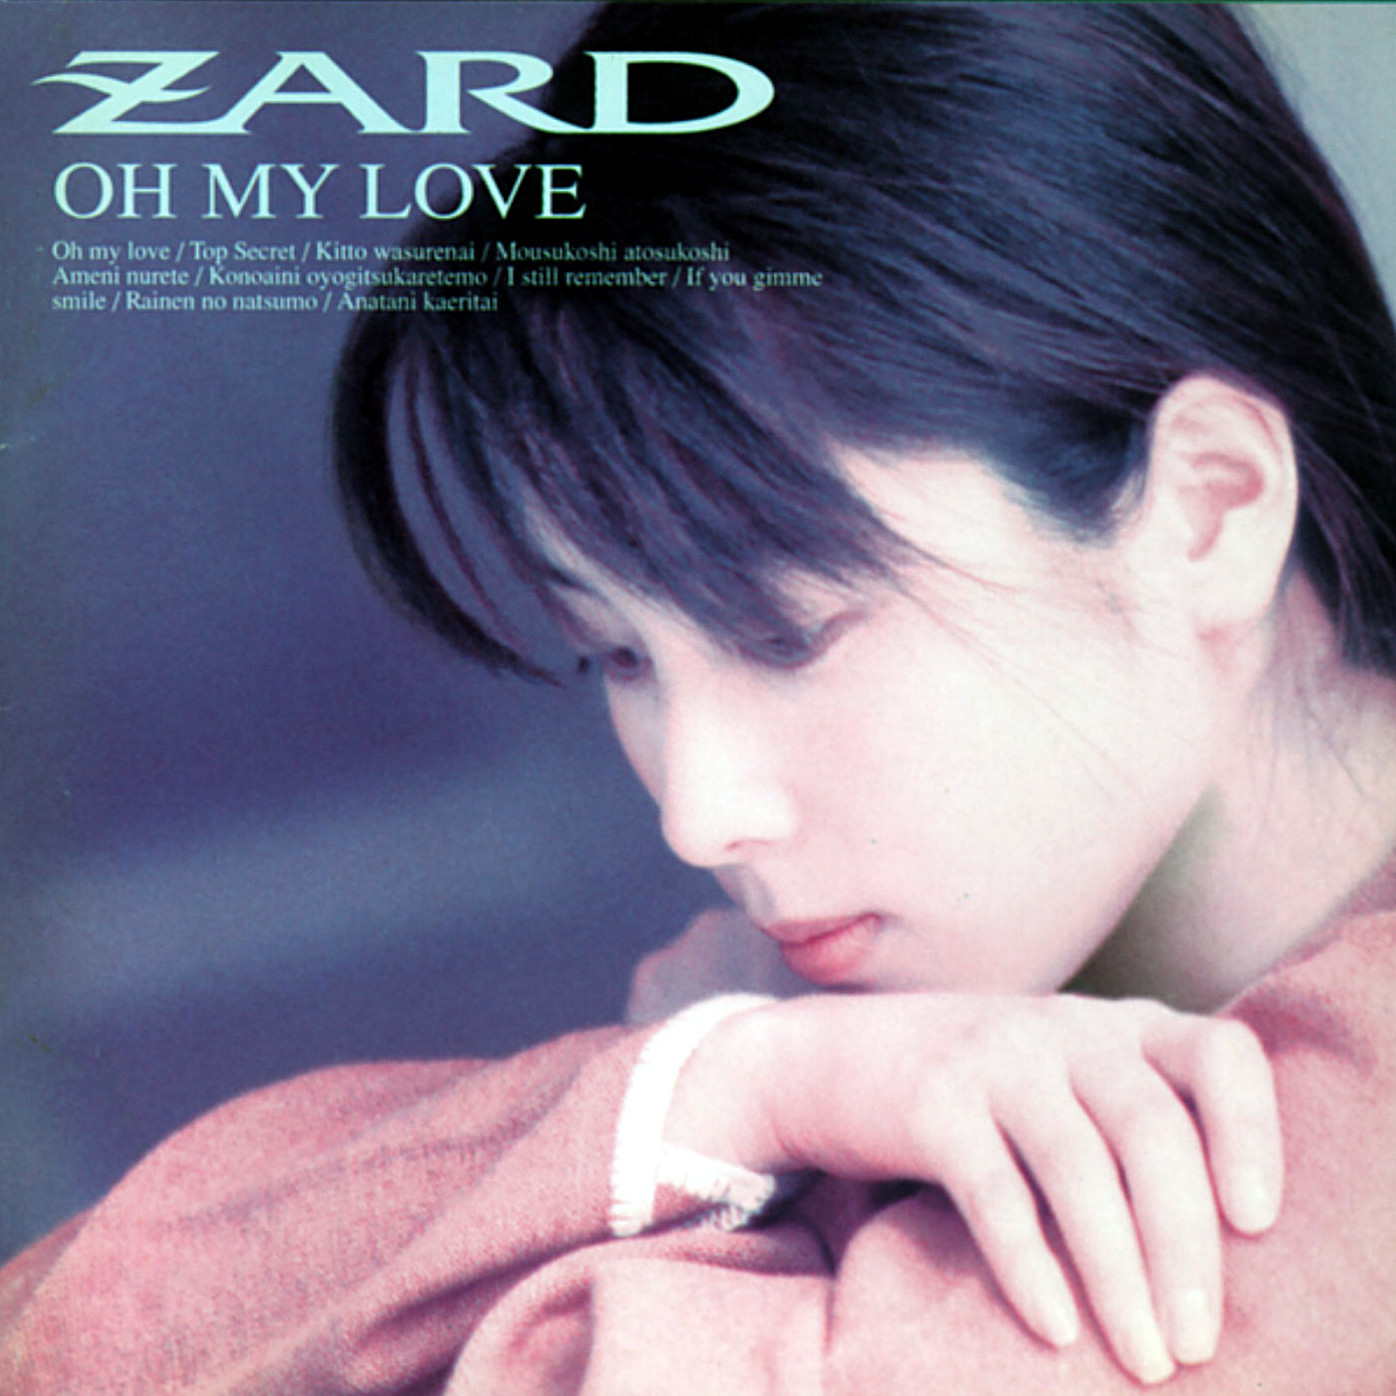 ZARD
OH MY LOVE
Oh my love / Top Secret / Kitto wasurenai / Mousukoshi atosukoshi
Ameni nurete / Konoaini oyogitsukaretemo / I still remember / If you gimme
smile / Rainen no natsumo / Anatani kaeritai